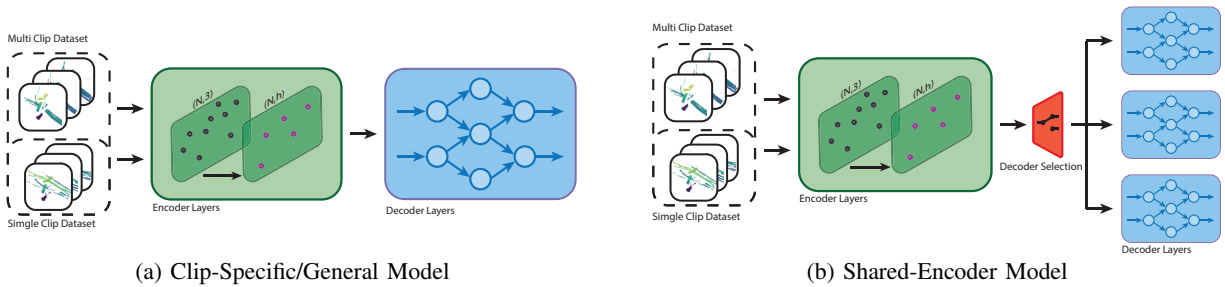 Multi Clip Dataset
(N,3)
(N,h)
Encoder Layers
Decoder Layers
Simgle Clip Dataset
(a) Clip-Specific/General Model
Multi Clip Dataset
(N,3)
(N,h)
Decoder Selection
Encoder Layers
Simgle Clip Dataset
Decoder Layers
(b) Shared-Encoder Model